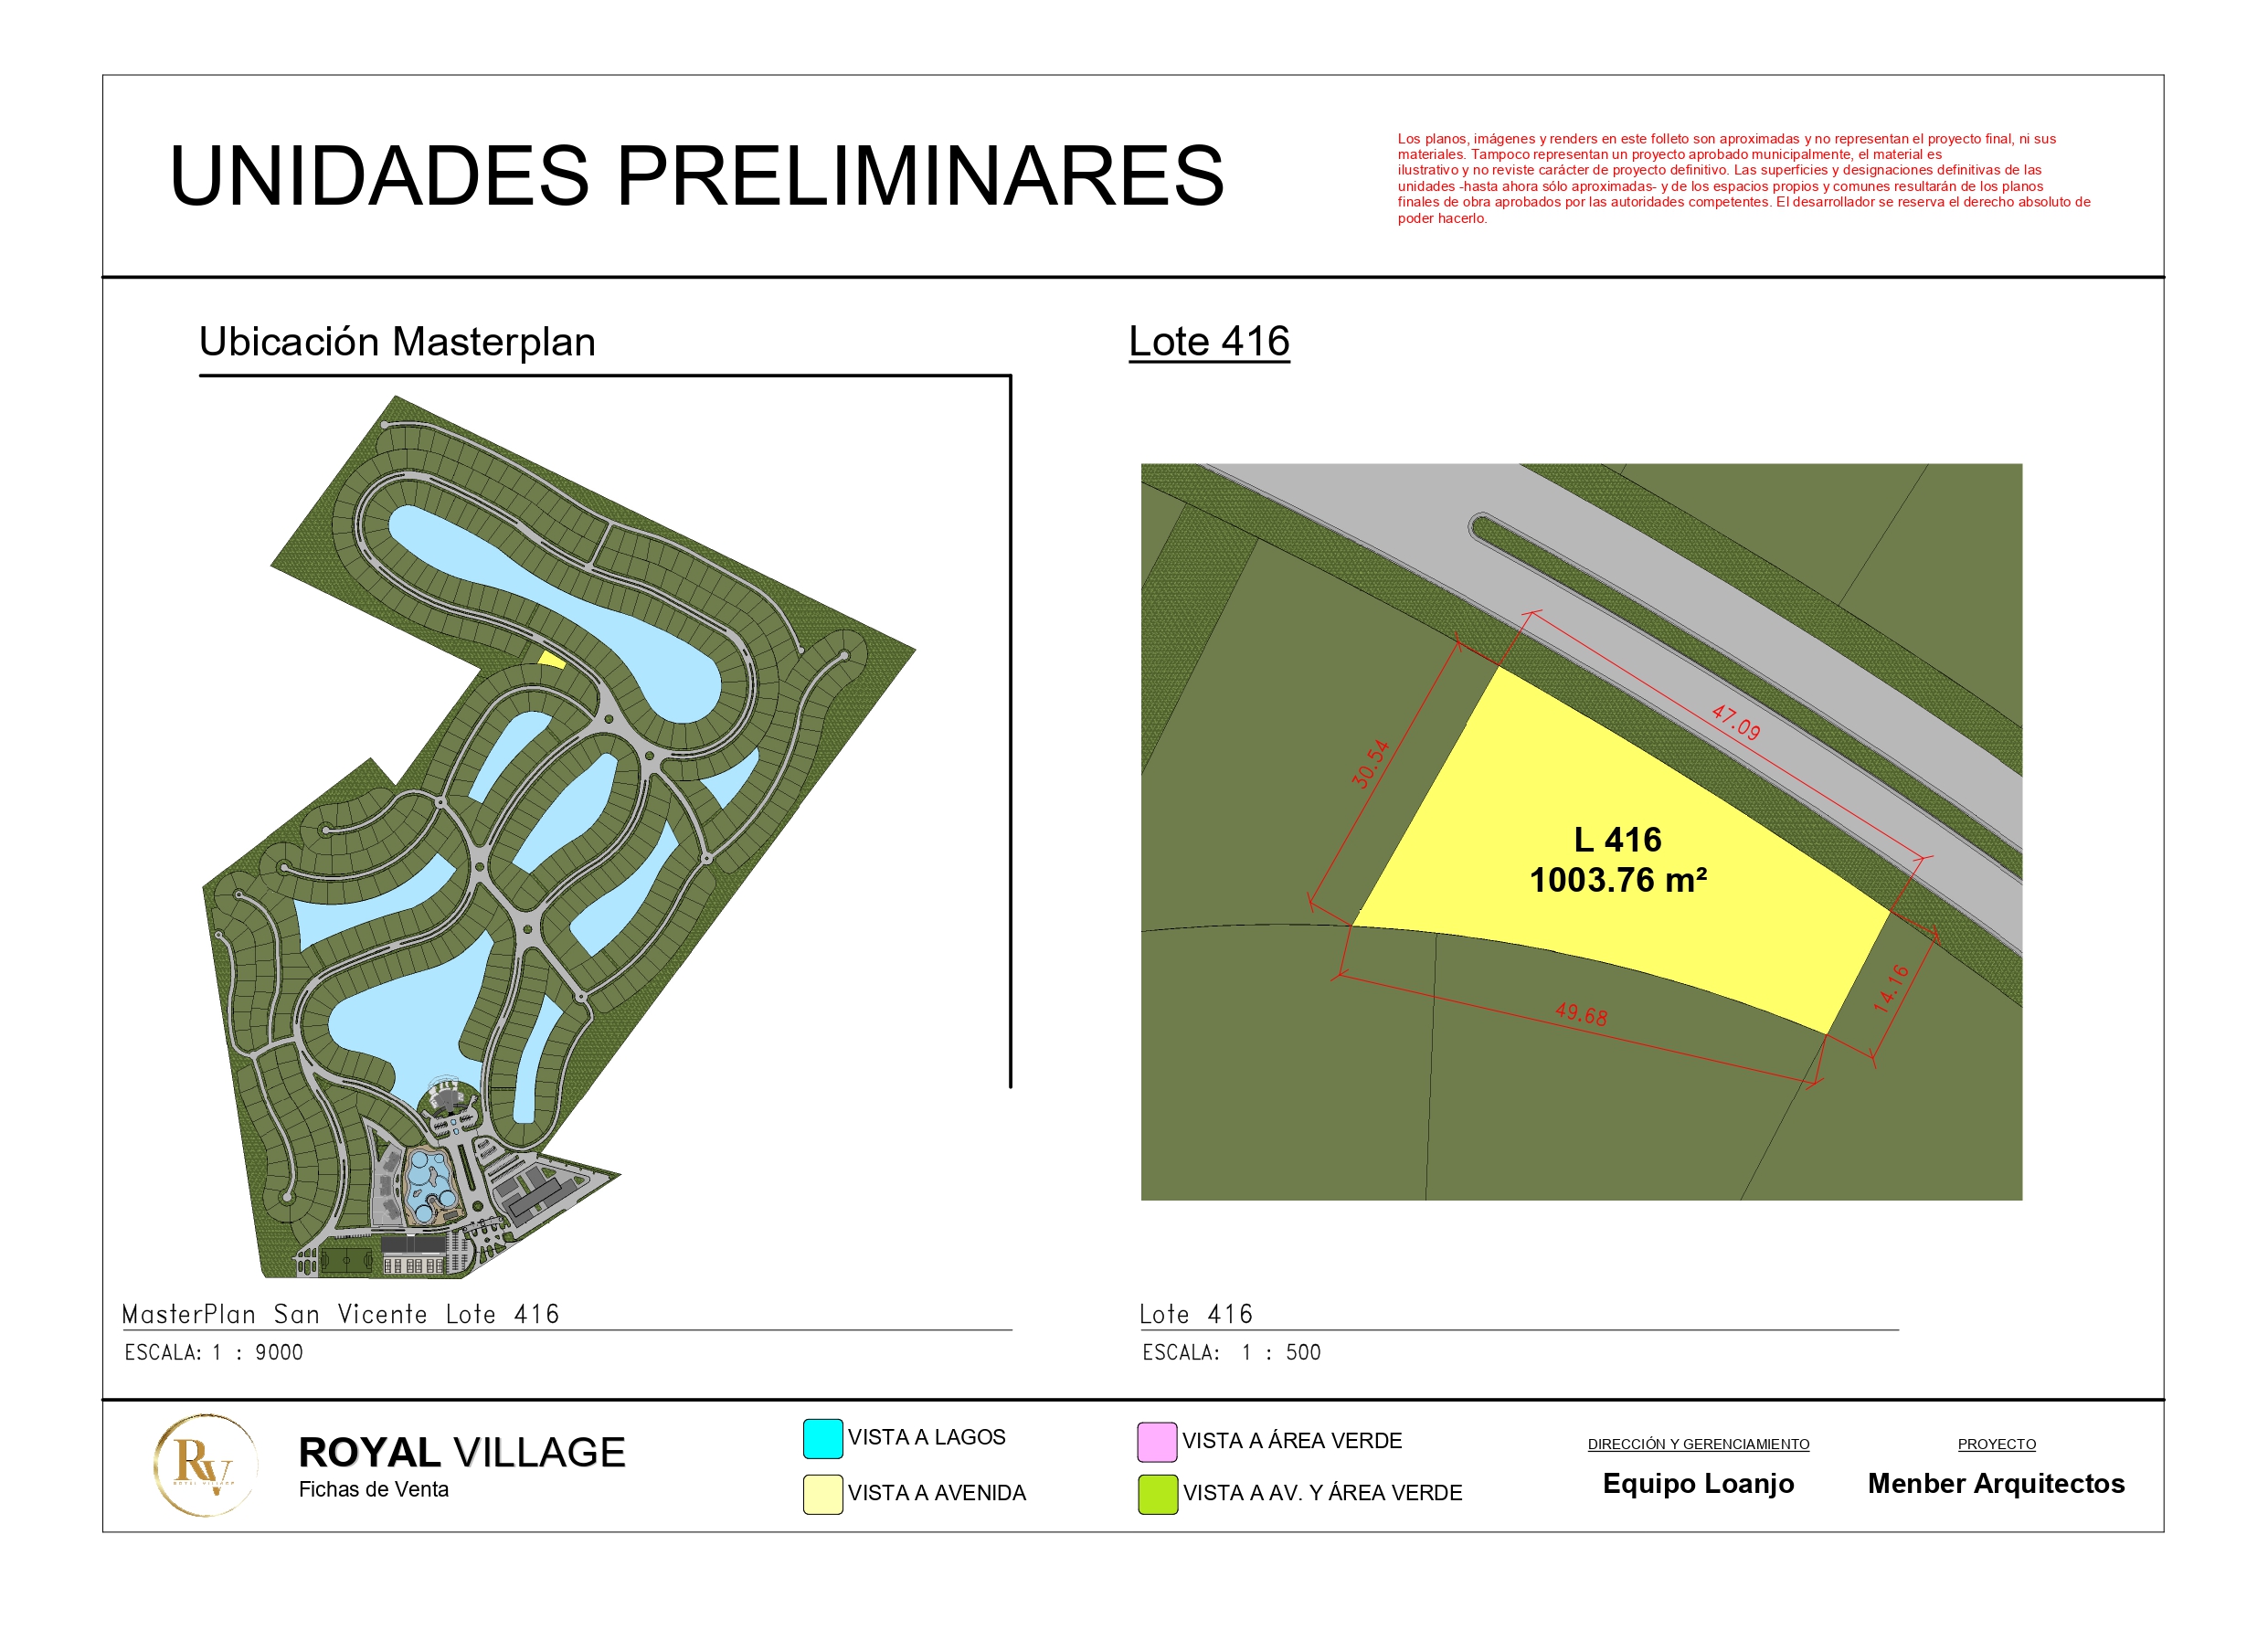 UNIDADES PRELIMINARES
Los planos, imágenes y renders en este folleto son aproximadas y no representan el proyecto final, ni sus
materiales. Tampoco representan un proyecto aprobado municipalmente, el material es
ilustrativo y no reviste carácter de proyecto definitivo. Las superficies y designaciones definitivas de las
unidades -hasta ahora sólo aproximadas- y de los espacios propios y comunes resultarán de los planos
finales de obra aprobados por las autoridades competentes. El desarrollador se reserva el derecho absoluto de
poder hacerlo.
Ubicación Masterplan
Lote 416
47.09
30.54
L 416
1003.76 m²
14.16
49.68
MasterPlan San Vicente Lote 416
ESCALA: 1 : 9000
Lote 416
ESCALA: 1 : 500
RV
ROYAL VILLAGE
ROYAL VILLAGE
Fichas de Venta
VISTA A LAGOS
VISTA A AVENIDA
VISTA A ÁREA VERDE
VISTA A AV. Y ÁREA VERDE
DIRECCIÓN Y GERENCIAMIENTO
Equipo Loanjo
PROYECTO
Menber Arquitectos